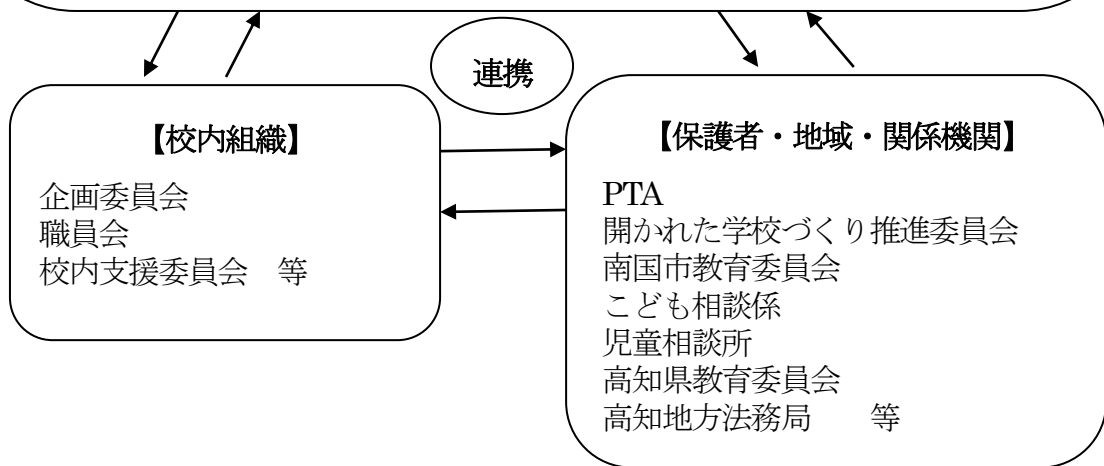 連携
【校内組織】
企画委員会
職員会
校内支援委員会　等
【保護者・地域・関係機関】
PTA
開かれた学校づくり推進委員会
南国市教育委員会
こども相談係
児童相談所
高知県教育委員会
高知地方法務局　　等